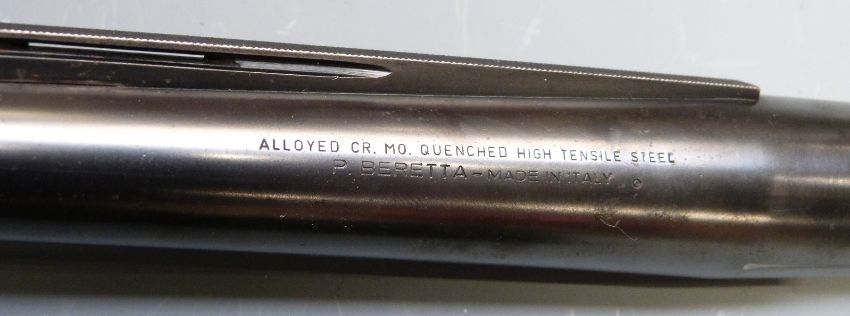 ALLOYED CR. MO. QUENCHED HIGH TENSILE STEEL
P. BERETTA - MADE IN ITALY